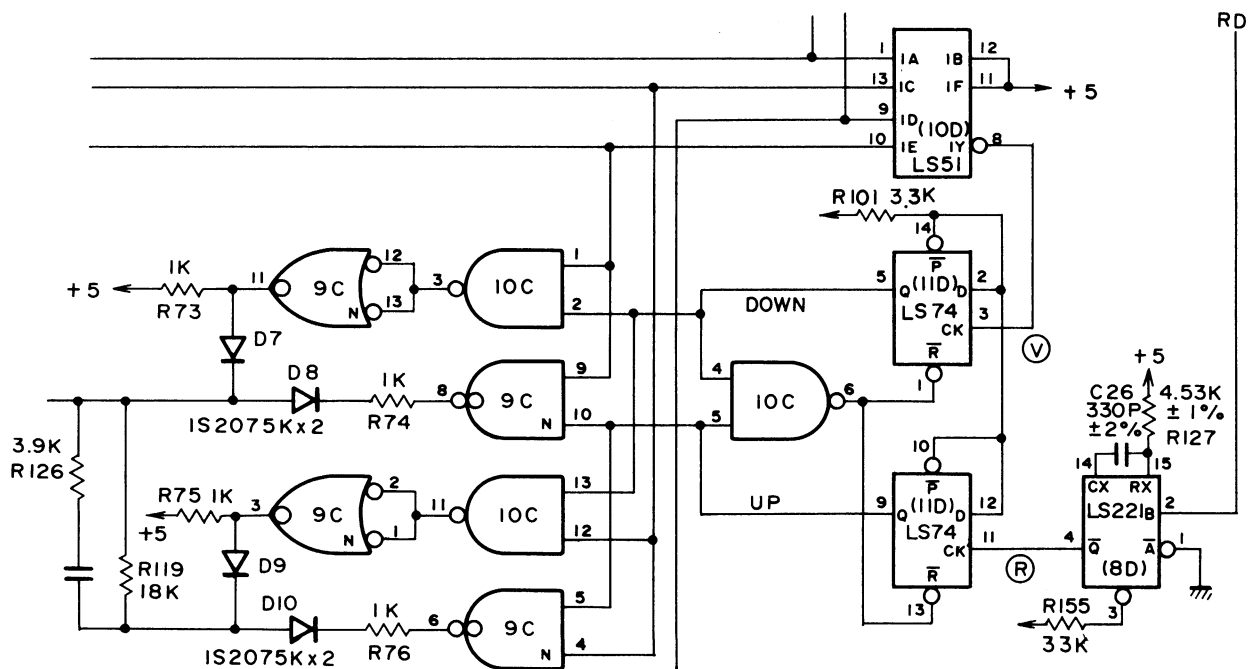 RD
1 1A 1B 12
13 1C 1F 11 +5
9 1D (10D)
10 1E 1Y 8
LS51
R101 3.3K
14
P
5 Q (11D) D 2
LS74
CK 3
R
1
V
1K
+5 R73
11 9C N 12 13
3 10C 1 2
DOWN
D7
D8
1S2075K×2
1K
R74
8 9C N 9 10
4 5 10C 6
3.9K
R126
R75 1K
+5
3 9C N 2 1
11 10C 13 12
UP
10
P
9 Q (11D) D 12
LS74
CK 11
R
13
R
R119
18K
D9
D10
1S2075K×2
1K
R76
6 9C N 5 4
+5
C26
330P
±2%
4.53K
±1%
R127
14 15
CX RX
LS221 B 2
4 Q A 1
(8D)
3
R155
33K